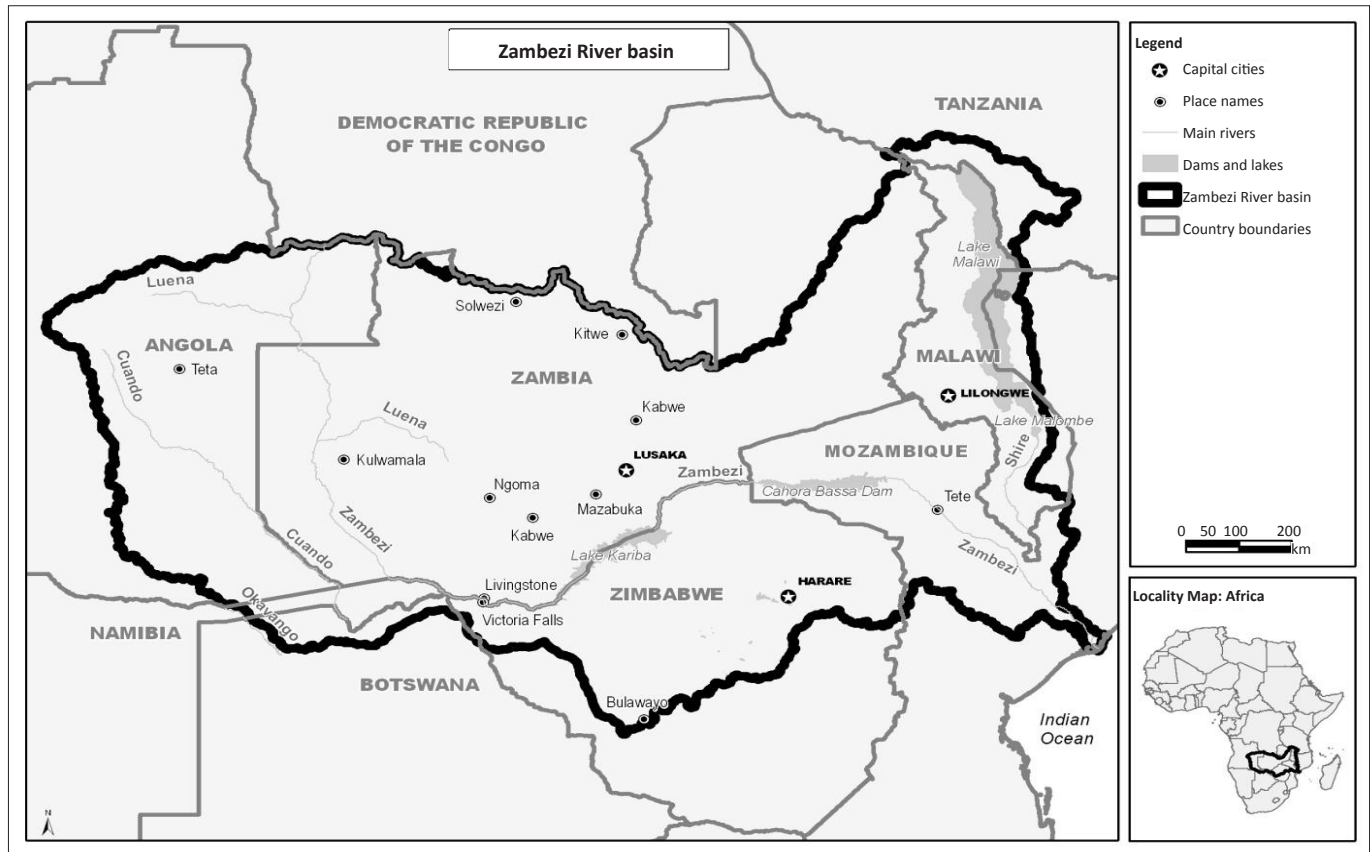 Zambezi River basin
TANZANIA
DEMOCRATIC REPUBLIC
OF THE CONGO
Lake
Malawi
Luena
Solwezi
Kitwe
ANGOLA
Teta
Cuando
ZAMBIA
MALAWI
LILONGWE
Kabwe
Luena
Lake Malombe
Kulwamala
LUSAKA
MOZAMBIQUE
Shire
Zambezi
Ngoma
Mazabuka
Cahora Bassa Dam
Tete
Kabwe
Zambezi
Cuando
Lake Kariba
Zambezi
Livingstone
ZIMBABWE
HARARE
Okavango
Victoria Falls
NAMIBIA
BOTSWANA
Bulawayo
Indian
Ocean
N
Legend
Capital cities
Place names
Main rivers
Dams and lakes
Zambezi River basin
Country boundaries
0 50 100 200
km
Locality Map: Africa